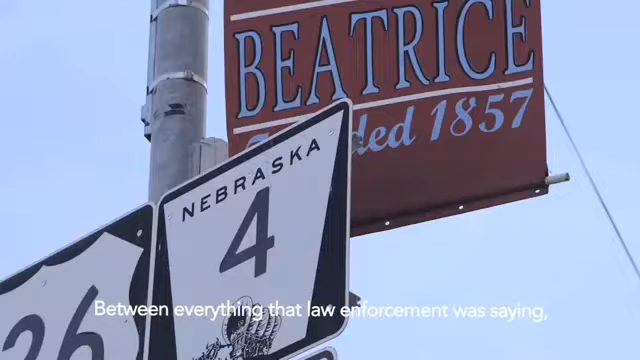 BEATRICE
ded 1857
NEBRASKA
4
26
Between everything that law enforcement was saying,